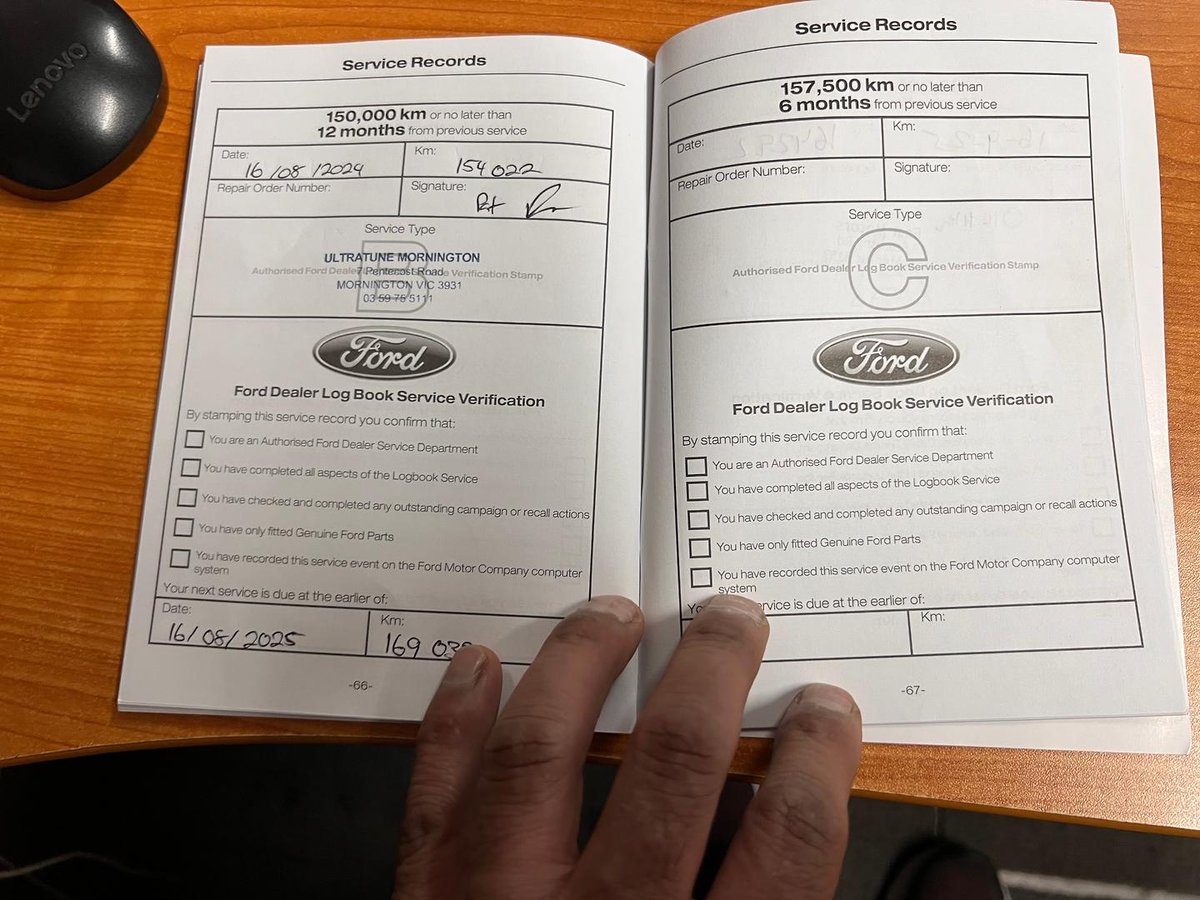 Lenovo
Service Records
150,000 km or no later than
12 months from previous service
Date:
16/08/2024
Km:
154 022
Repair Order Number:
Signature:
Service Type
B
Authorised Ford Deale
e Verification Stamp
ULTRATUNE MORNINGTON
7 Pentecost Road
MORNINGTON VIC 3931
03 59 75 5111
Ford
Ford Dealer Log Book Service Verification
By stamping this service record you confirm that:
You are an Authorised Ford Dealer Service Department
You have completed all aspects of the Logbook Service
You have checked and completed any outstanding campaign or recall actions
You have only fitted Genuine Ford Parts
You have recorded this service event on the Ford Motor Company computer
system
Your next service is due at the earlier of:
Date:
16/08/2025
Km:
169 03
-66-
Service Records
157,500 km or no later than
6 months from previous service
Date:
Km:
Repair Order Number:
Signature:
Service Type
C
Authorised Ford Dealer Log Book Service Verification Stamp
Ford
Ford Dealer Log Book Service Verification
By stamping this service record you confirm that:
You are an Authorised Ford Dealer Service Department
You have completed all aspects of the Logbook Service
You have checked and completed any outstanding campaign or recall actions
You have only fitted Genuine Ford Parts
You have recorded this service event on the Ford Motor Company computer
system
Yo ervice is due at the earlier of:
Km:
-67-